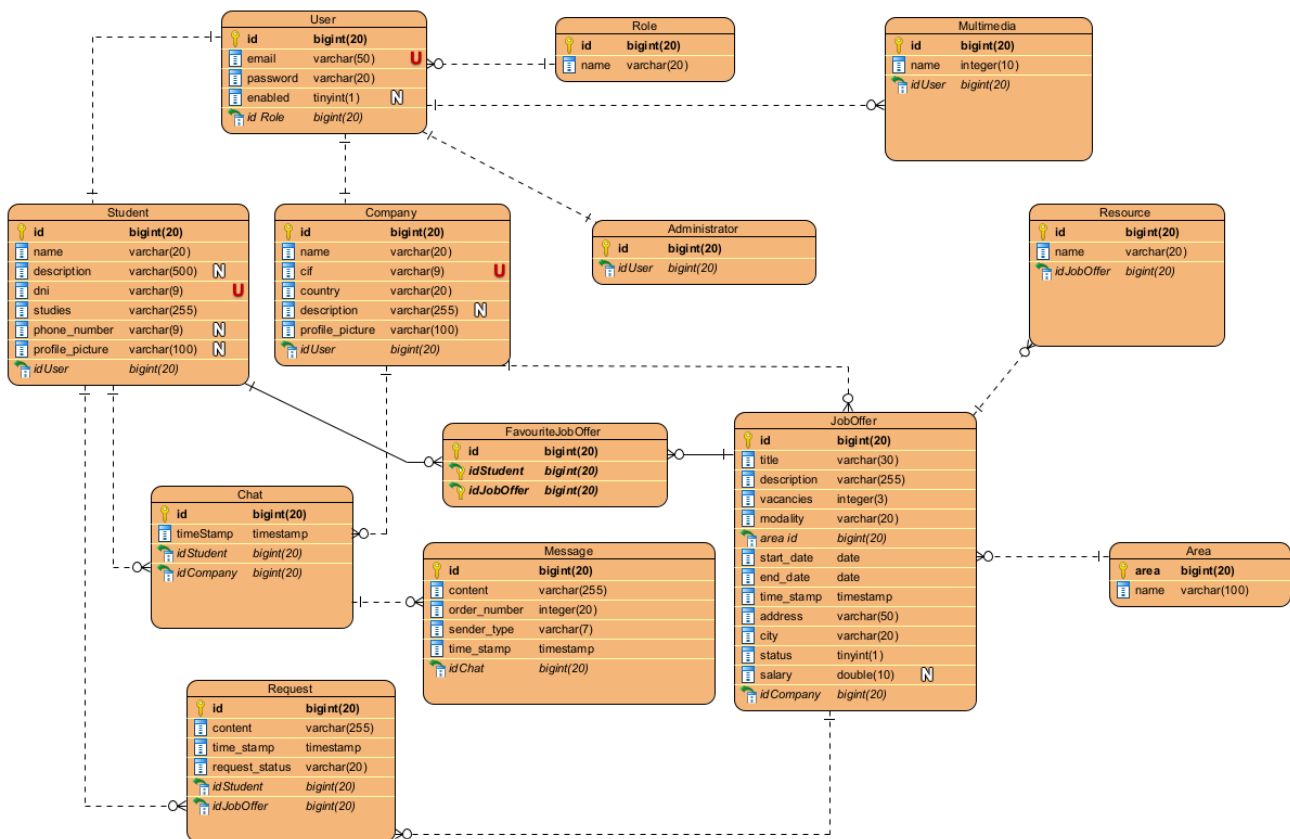 User
id bigint(20)
email varchar(50) U
password varchar(20)
enabled tinyint(1) N
id Role bigint(20)
Role
id bigint(20)
name varchar(20)
Multimedia
id bigint(20)
name integer(10)
idUser bigint(20)
Student
id bigint(20)
name varchar(20)
description varchar(500) N
dni varchar(9) U
studies varchar(255)
phone_number varchar(9) N
profile_picture varchar(100) N
idUser bigint(20)
Company
id bigint(20)
name varchar(20)
cif varchar(9) U
country varchar(20)
description varchar(255) N
profile_picture varchar(100)
idUser bigint(20)
Administrator
id bigint(20)
idUser bigint(20)
Resource
id bigint(20)
name varchar(20)
idJobOffer bigint(20)
FavouriteJobOffer
id bigint(20)
idStudent bigint(20)
idJobOffer bigint(20)
JobOffer
id bigint(20)
title varchar(30)
description varchar(255)
vacancies integer(3)
modality varchar(20)
area id bigint(20)
start_date date
end_date date
time_stamp timestamp
address varchar(50)
city varchar(20)
status tinyint(1)
salary double(10) N
idCompany bigint(20)
Chat
id bigint(20)
timeStamp timestamp
idStudent bigint(20)
idCompany bigint(20)
Message
id bigint(20)
content varchar(255)
order_number integer(20)
sender_type varchar(7)
time_stamp timestamp
idChat bigint(20)
Area
area bigint(20)
name varchar(100)
Request
id bigint(20)
content varchar(255)
time_stamp timestamp
request_status varchar(20)
idStudent bigint(20)
idJobOffer bigint(20)